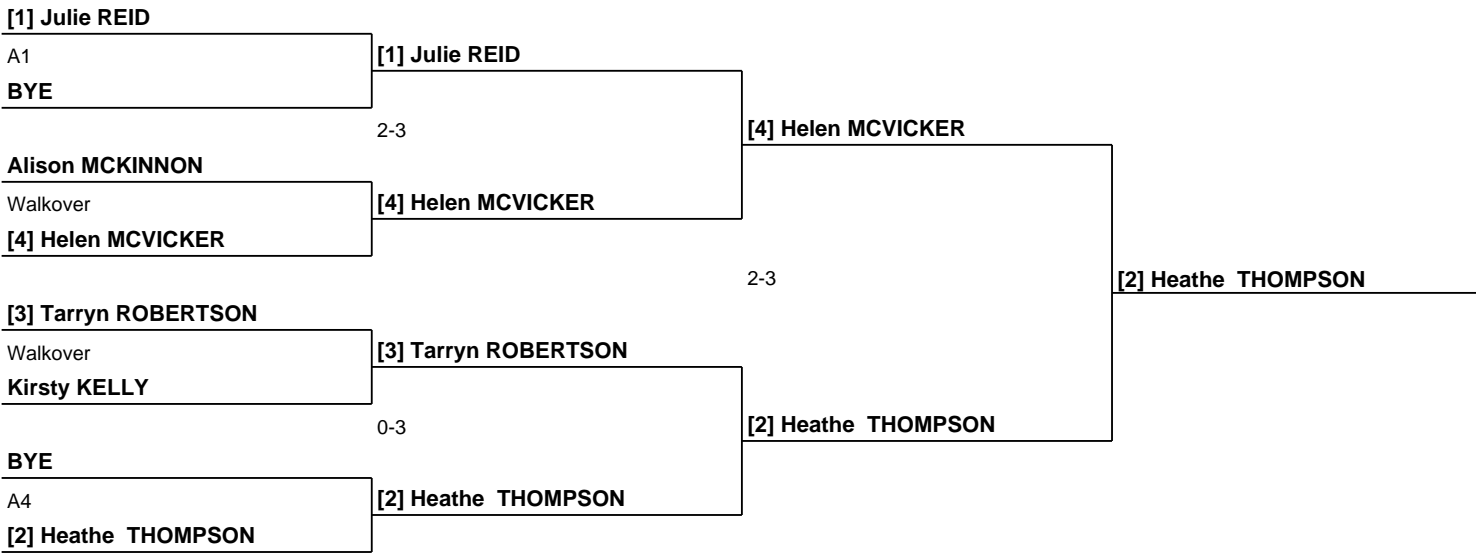 [1] Julie REID
A1
[1] Julie REID
BYE
2-3
[4] Helen MCVICKER
Alison MCKINNON
Walkover
[4] Helen MCVICKER
[4] Helen MCVICKER
2-3
[2] Heathe  THOMPSON
[3] Tarryn ROBERTSON
Walkover
[3] Tarryn ROBERTSON
Kirsty KELLY
0-3
[2] Heathe  THOMPSON
BYE
A4
[2] Heathe  THOMPSON
[2] Heathe  THOMPSON